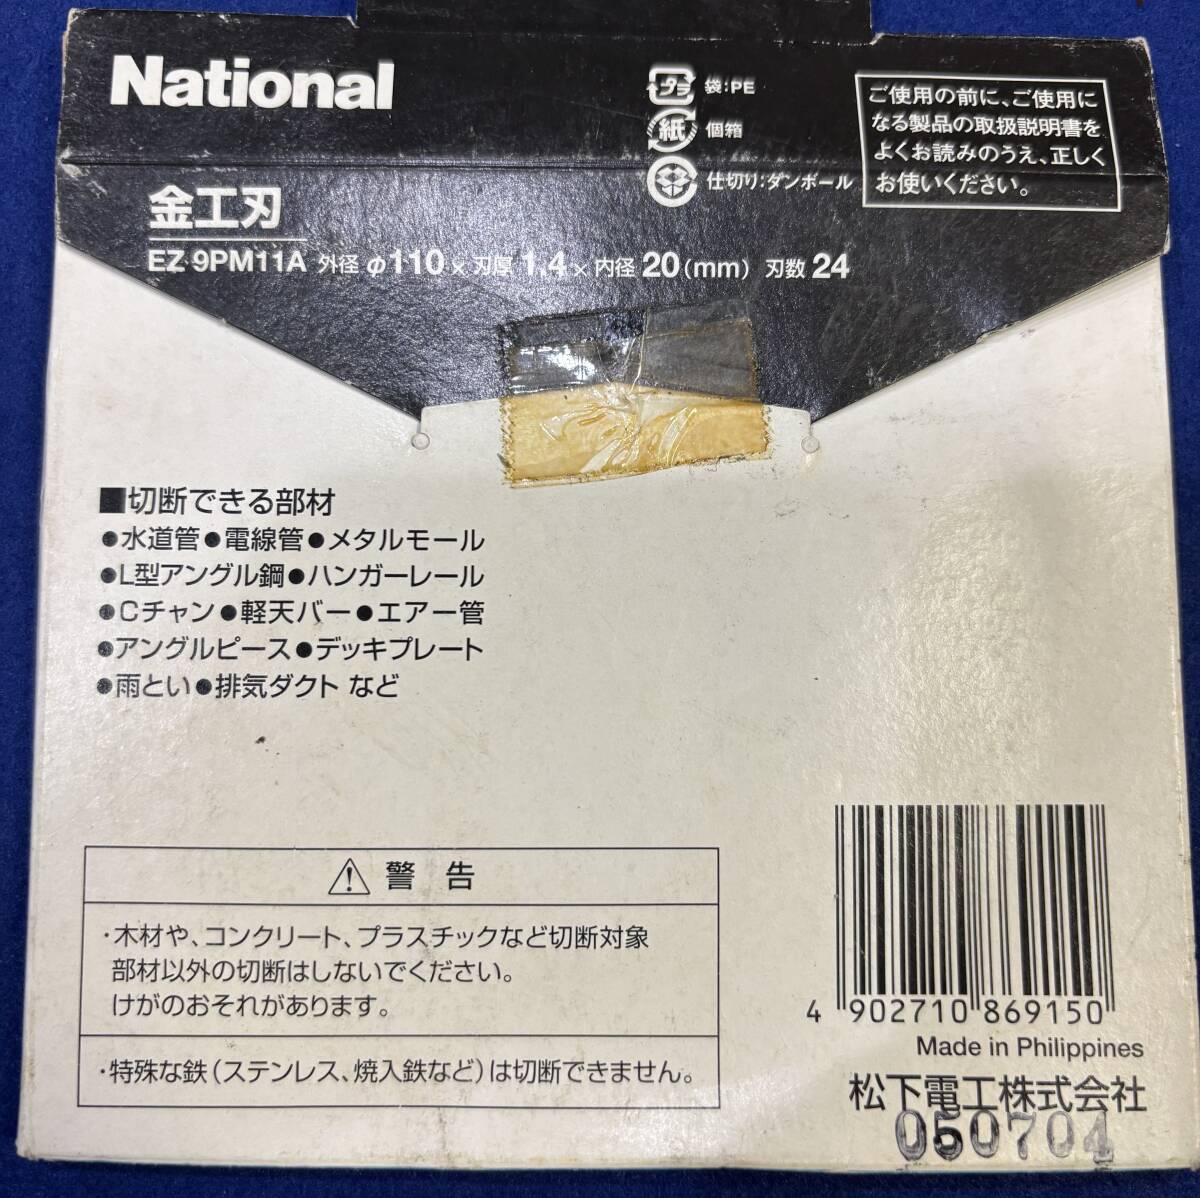 National
プラ 袋:PE
紙 個箱
仕切り:ダンボール
ご使用の前に、ご使用に
なる製品の取扱説明書を
よくお読みのうえ、正しく
お使いください。
金工刃
EZ 9PM11A 外径 φ110 × 刃厚 1.4 × 内径 20 (mm) 刃数 24
■切断できる部材
●水道管●電線管●メタルモール
●L型アングル鋼●ハンガーレール
●Cチャン●軽天バー●エアー管
●アングルピース●デッキプレート
●雨とい●排気ダクト など
警 告
・木材や、コンクリート、プラスチックなど切断対象
部材以外の切断はしないでください。
けがのおそれがあります。
・特殊な鉄(ステンレス、焼入鉄など)は切断できません。
4 902710 869150
Made in Philippines
松下電工株式会社
050704